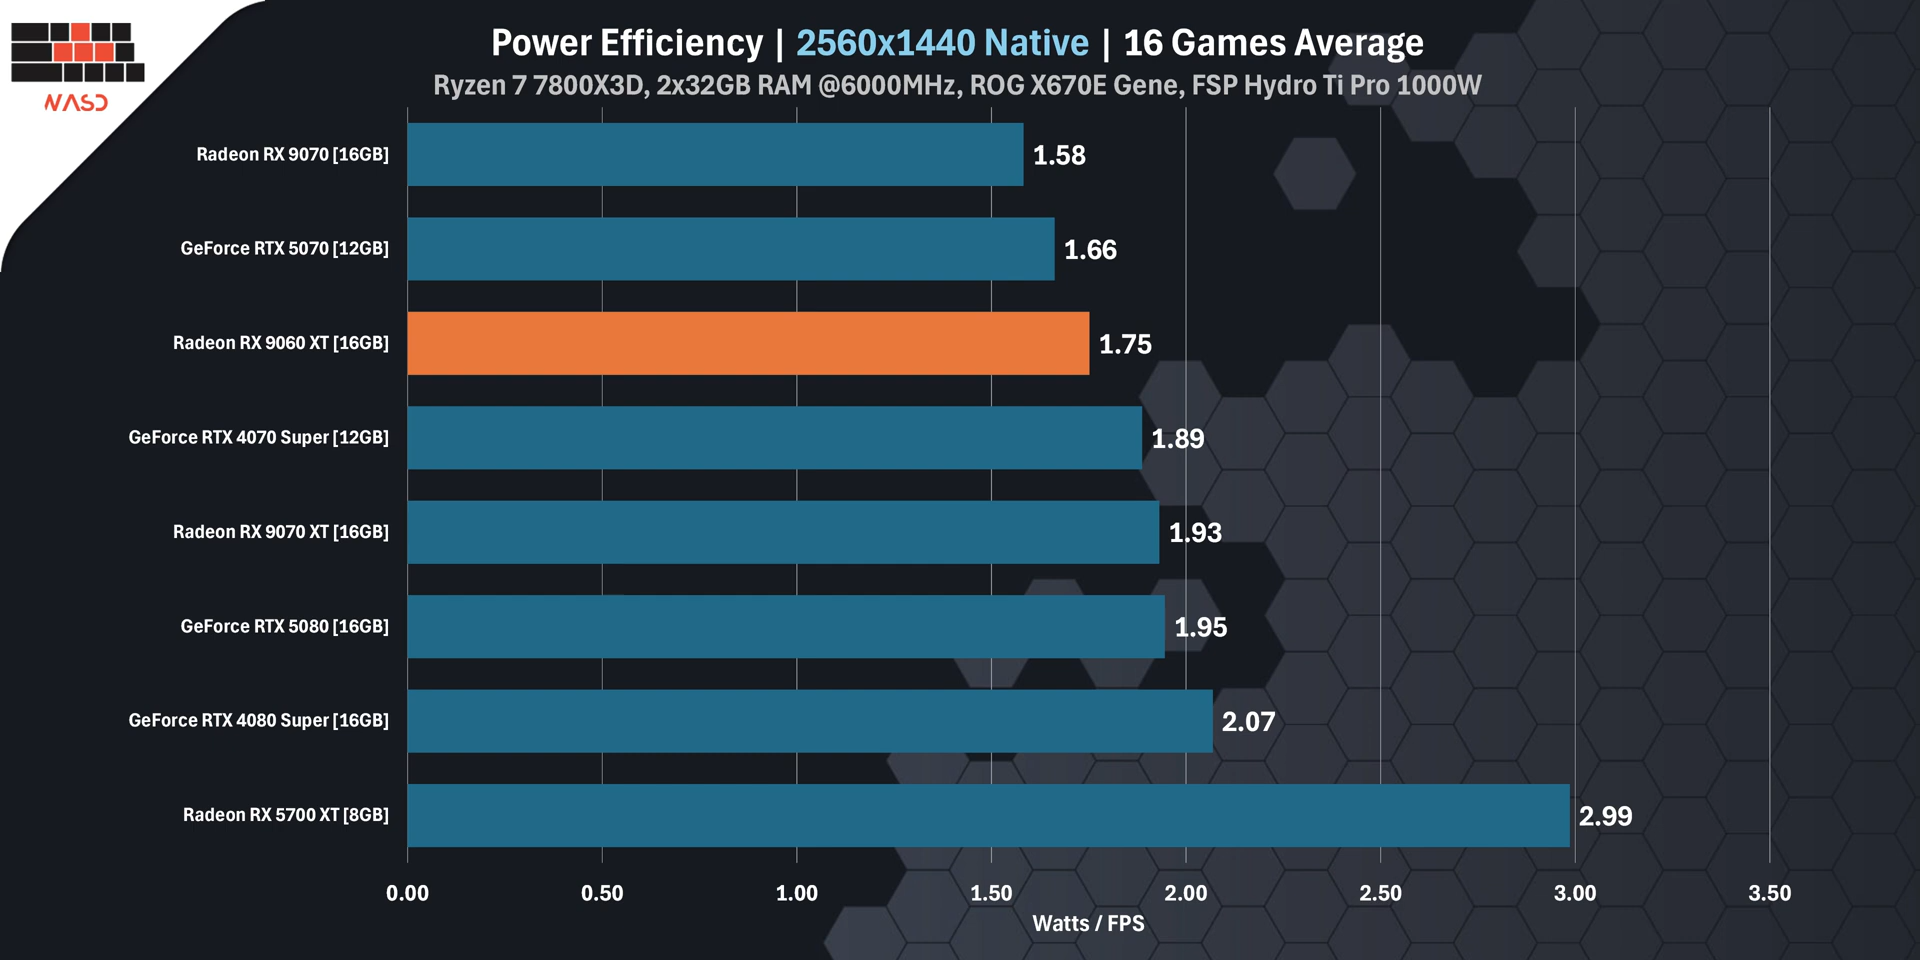 WASD
Power Efficiency | 2560x1440 Native | 16 Games Average
Ryzen 7 7800X3D, 2x32GB RAM @6000MHz, ROG X670E Gene, FSP Hydro Ti Pro 1000W
Radeon RX 9070 [16GB] 1.58
GeForce RTX 5070 [12GB] 1.66
Radeon RX 9060 XT [16GB] 1.75
GeForce RTX 4070 Super [12GB] 1.89
Radeon RX 9070 XT [16GB] 1.93
GeForce RTX 5080 [16GB] 1.95
GeForce RTX 4080 Super [16GB] 2.07
Radeon RX 5700 XT [8GB] 2.99
0.00 0.50 1.00 1.50 2.00 2.50 3.00 3.50
Watts / FPS